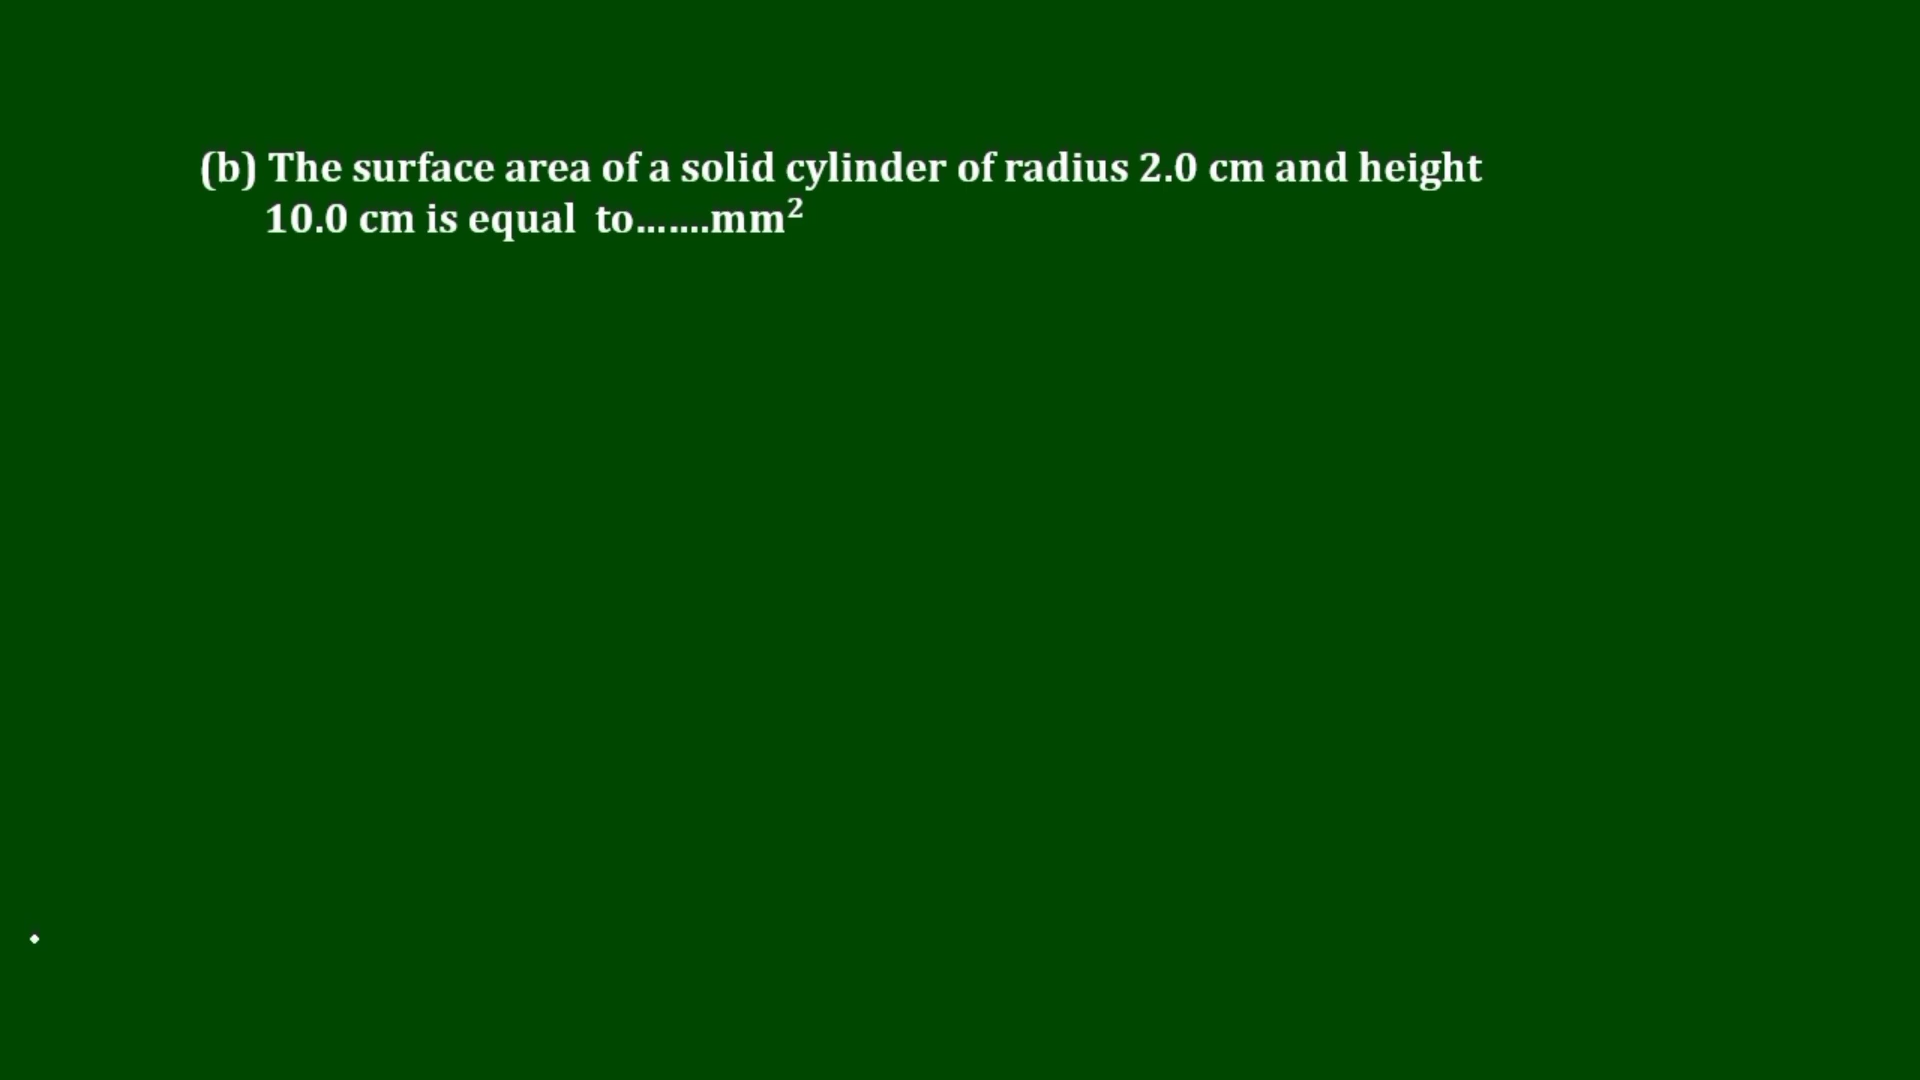 (b) The surface area of a solid cylinder of radius 2.0 cm and height
10.0 cm is equal to.......mm²